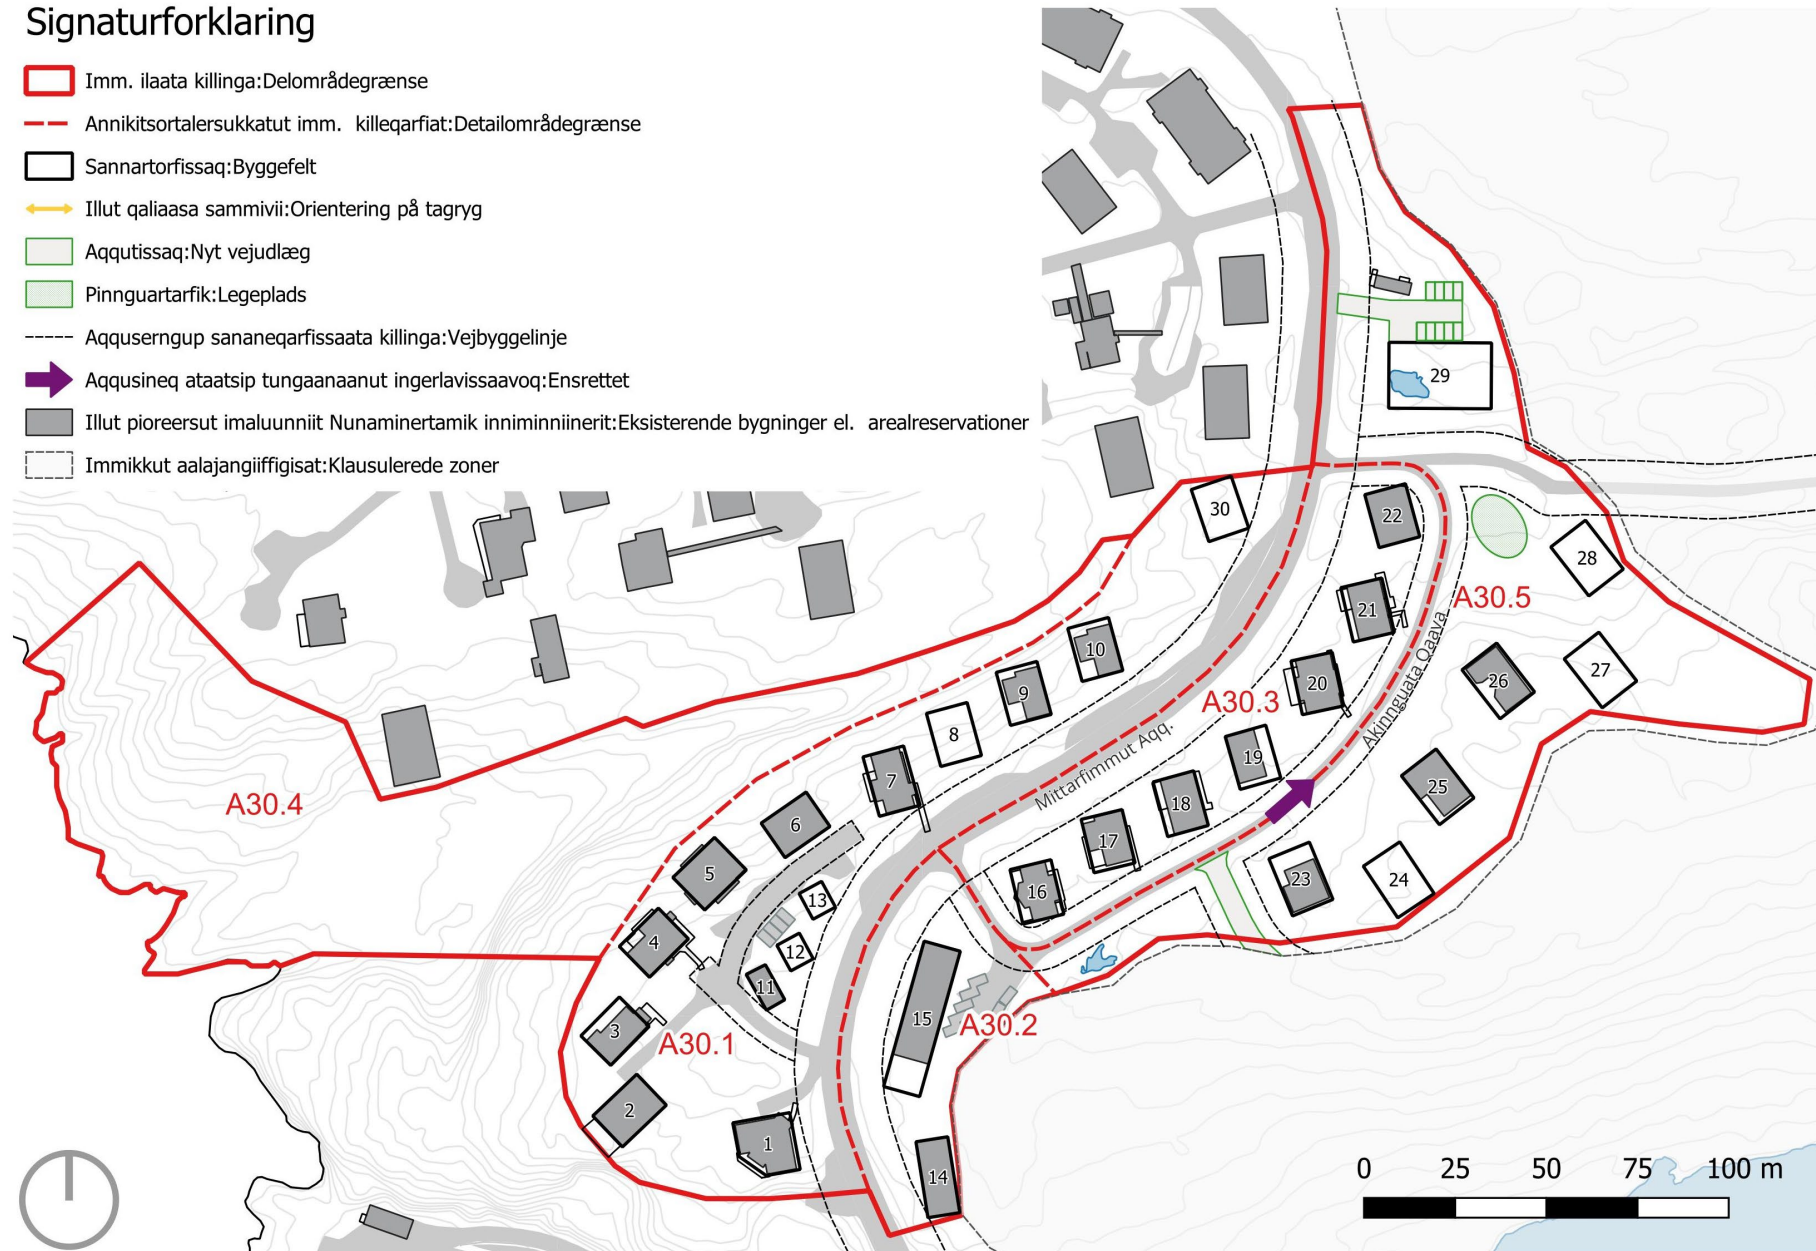 Signaturforklaring
Imm. ilaata killinga:Delområdegrænse
Annikitsortalersukkatut imm. killeqarfiat:Detailområdegrænse
Sannartorfissaq:Byggefelt
Illut qaliaasa sammivii:Orientering på tagryg
Aqqutissaq:Nyt vejudlæg
Pinnguartarfik:Legeplads
Aqquserngup sananeqarfissaata killinga:Vejbyggelinje
Aqqusineq ataatsip tungaanaanut ingerlavissaavoq:Ensrettet
Illut pioreersut imaluunniit Nunaminertamik inniminniinerit:Eksisterende bygninger el. arealreservationer
Immikkut aalajangiiffigisat:Klausulerede zoner
29
30
22
28
A30.5
21
10
27
26
20
9
A30.3
Akinnguata Qaava
8
19
7
Mittarfimmut Aqq.
25
A30.4
18
6
17
5
23
24
16
13
4
12
11
15
A30.2
3
A30.1
2
1
14
0 25 50 75 100 m